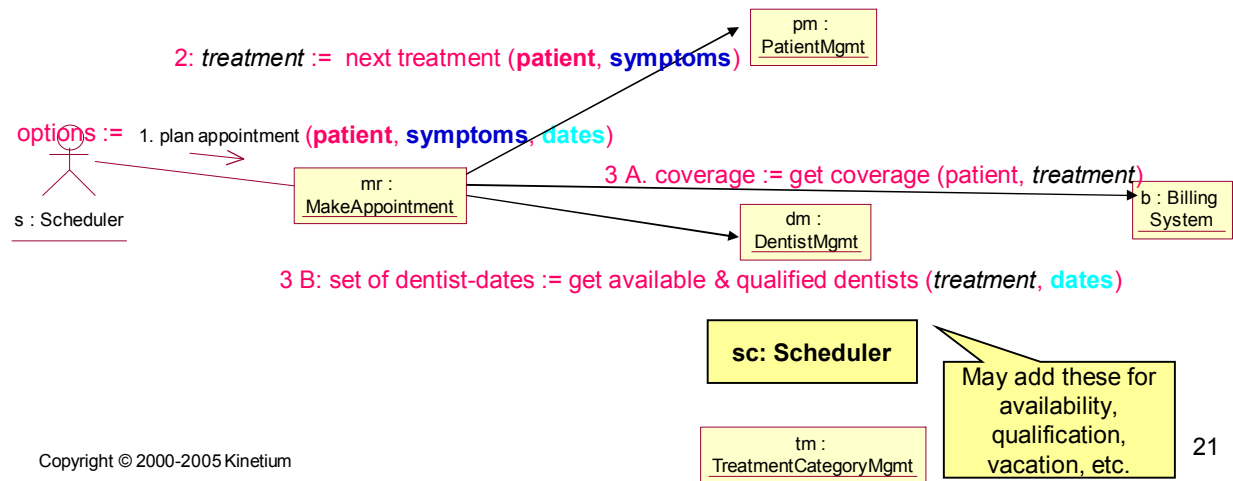 pm :
PatientMgmt
2: treatment := next treatment (patient, symptoms)
options := 1. plan appointment (patient, symptoms, dates)
s : Scheduler
mr :
MakeAppointment
3 A. coverage := get coverage (patient, treatment)
b : Billing
System
dm :
DentistMgmt
3 B: set of dentist-dates := get available & qualified dentists (treatment, dates)
sc: Scheduler
May add these for
availability,
qualification,
vacation, etc.
tm :
TreatmentCategoryMgmt
Copyright © 2000-2005 Kinetium
21